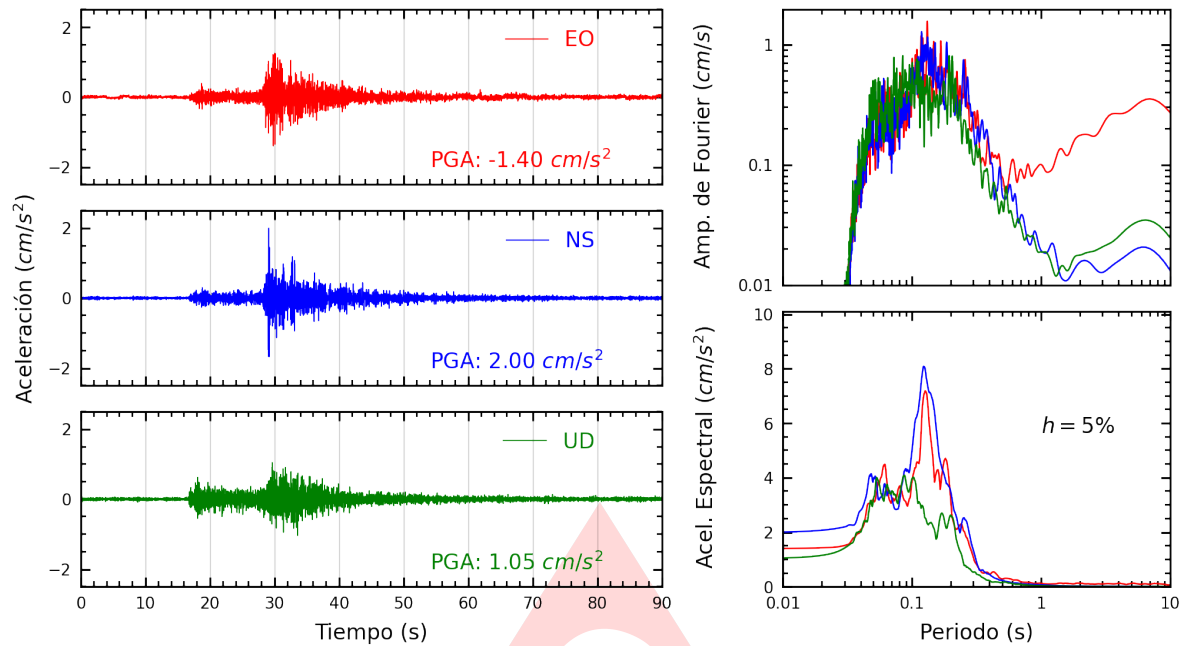 Aceleración (cm/s²)
2
0
−2
EO
PGA: -1.40 cm/s²
2
0
−2
NS
PGA: 2.00 cm/s²
2
0
−2
UD
PGA: 1.05 cm/s²
0 10 20 30 40 50 60 70 80 90
Tiempo (s)
Amp. de Fourier (cm/s)
1
0.1
0.01
Acel. Espectral (cm/s²)
10
8
6
4
2
0
h = 5%
0.01 0.1 1 10
Periodo (s)